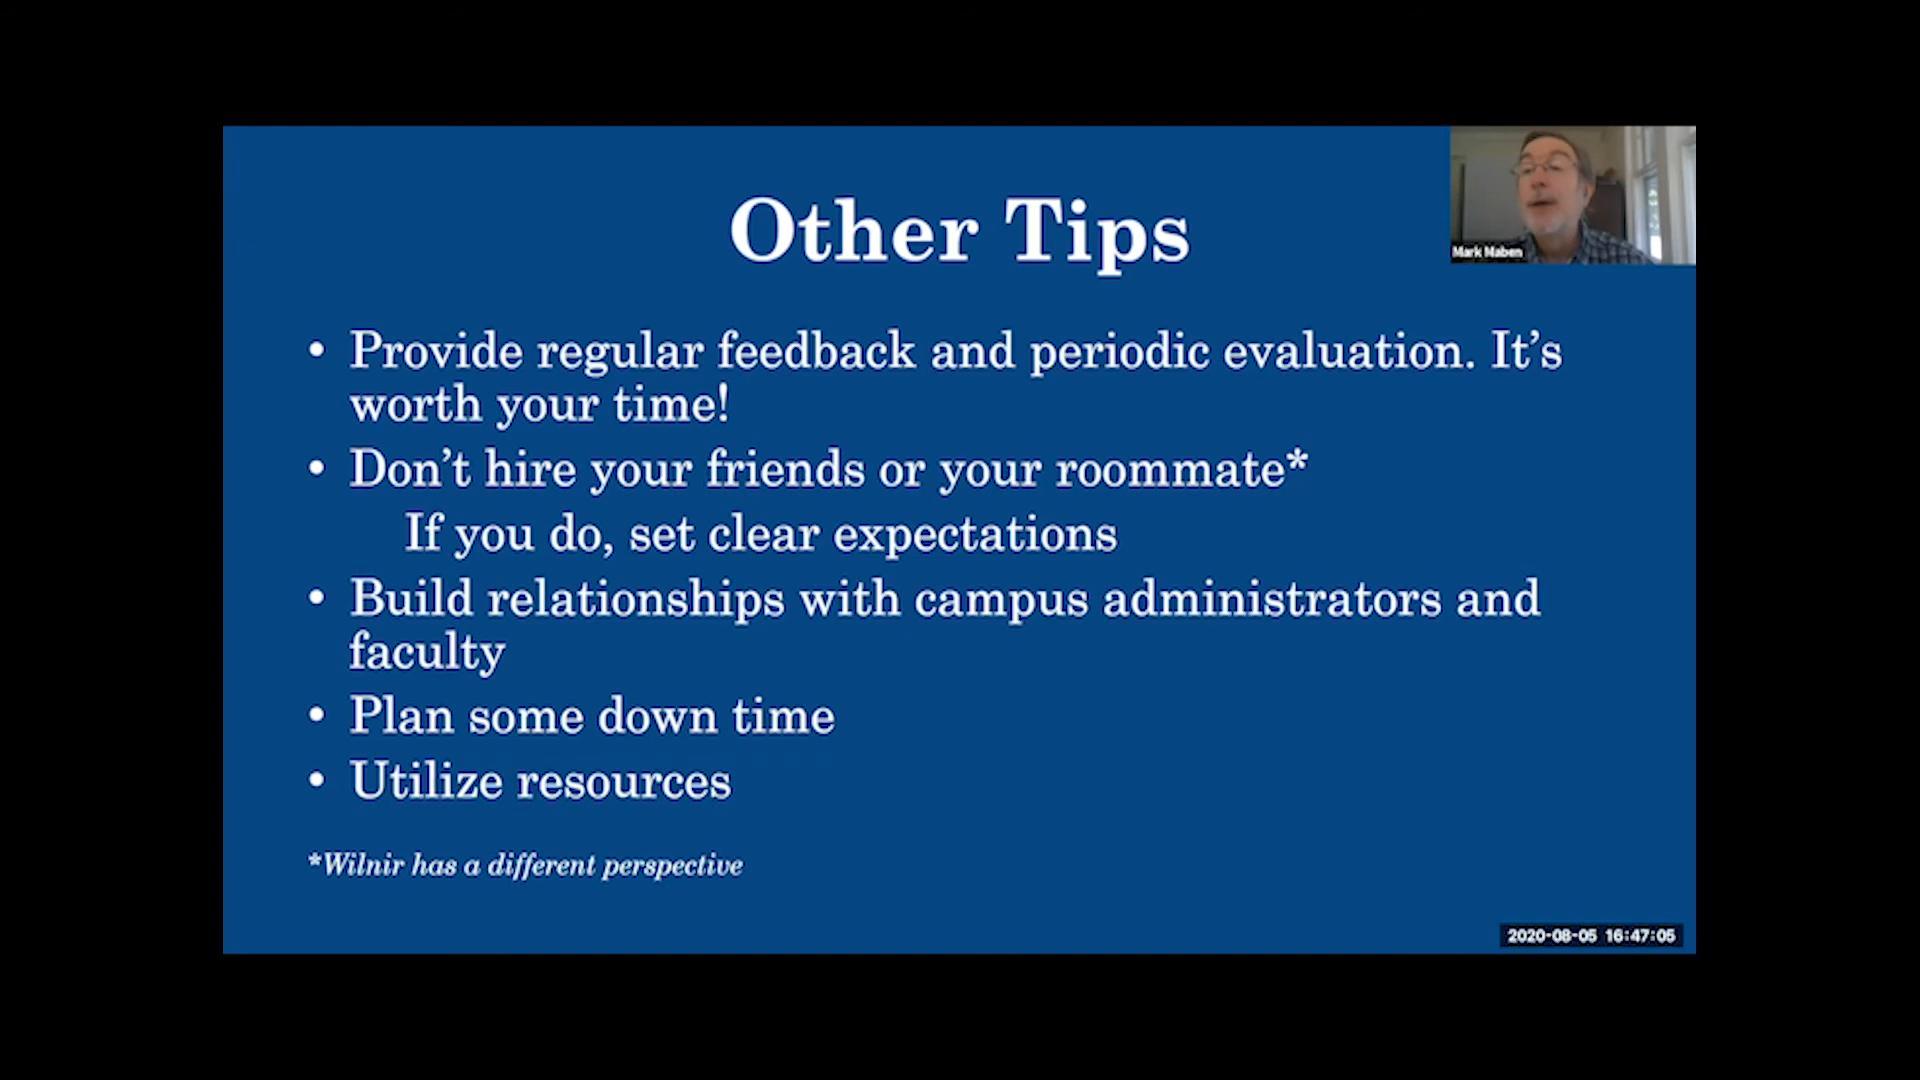 Other Tips
Mark Maben
• Provide regular feedback and periodic evaluation. It’s
worth your time!
• Don’t hire your friends or your roommate*
If you do, set clear expectations
• Build relationships with campus administrators and
faculty
• Plan some down time
• Utilize resources
*Wilnir has a different perspective
2020-08-05 16:47:05